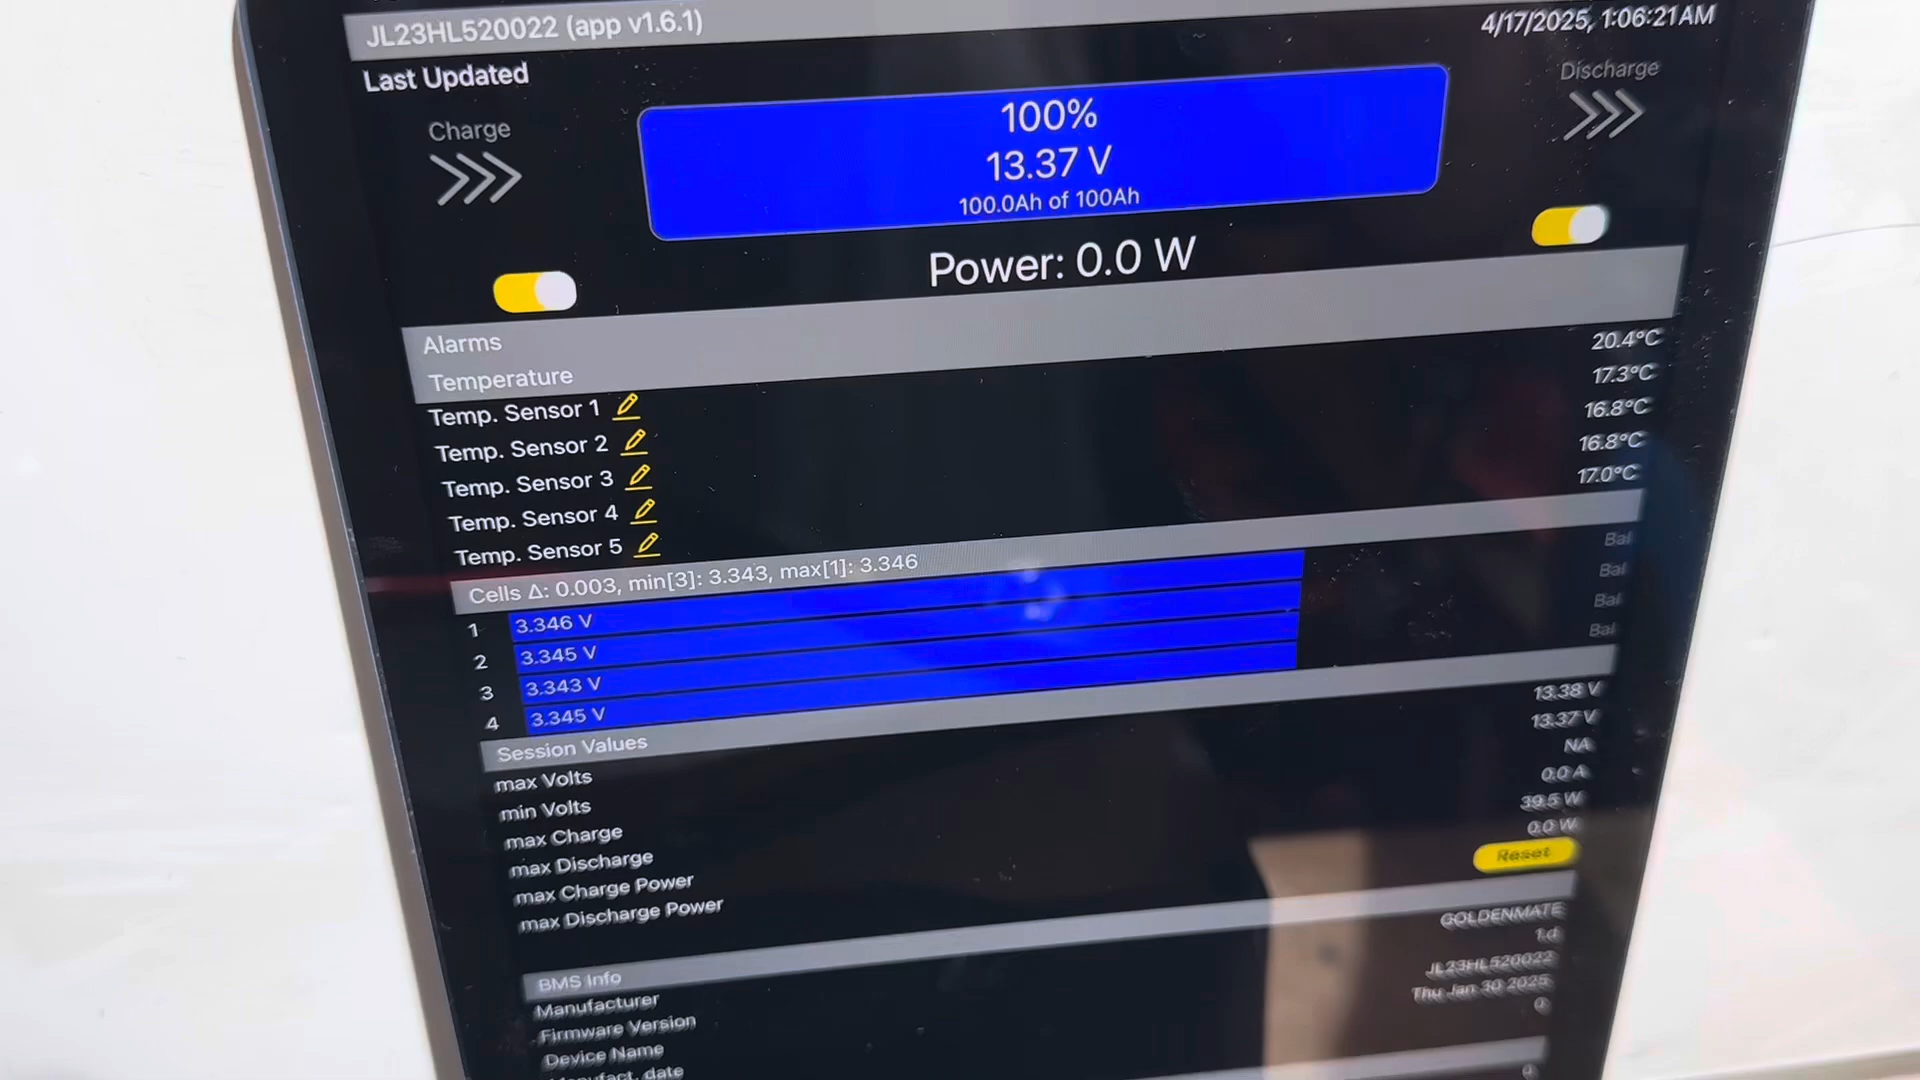 JL23HL520022 (app v1.6.1)
Last Updated 4/17/2025, 1:06:21 AM
Charge
Discharge
100%
13.37 V
100.0Ah of 100Ah
Power: 0.0 W
Alarms
Temperature
Temp. Sensor 1 20.4°C
Temp. Sensor 2 17.3°C
Temp. Sensor 3 16.8°C
Temp. Sensor 4 16.8°C
Temp. Sensor 5 17.0°C
Cells Δ: 0.003, min[3]: 3.343, max[1]: 3.346
1 3.346 V Bal
2 3.345 V Bal
3 3.343 V Bal
4 3.345 V Bal
Session Values
max Volts 13.38 V
min Volts 13.37 V
max Charge NA
max Discharge 0.0 A
max Charge Power 39.5 W
max Discharge Power 0.0 W
Reset
BMS Info
Manufacturer GOLDENMATE
Firmware Version 1.d
Device Name JL23HL520022
Manufact. date Thu Jan 30 2025
0
0